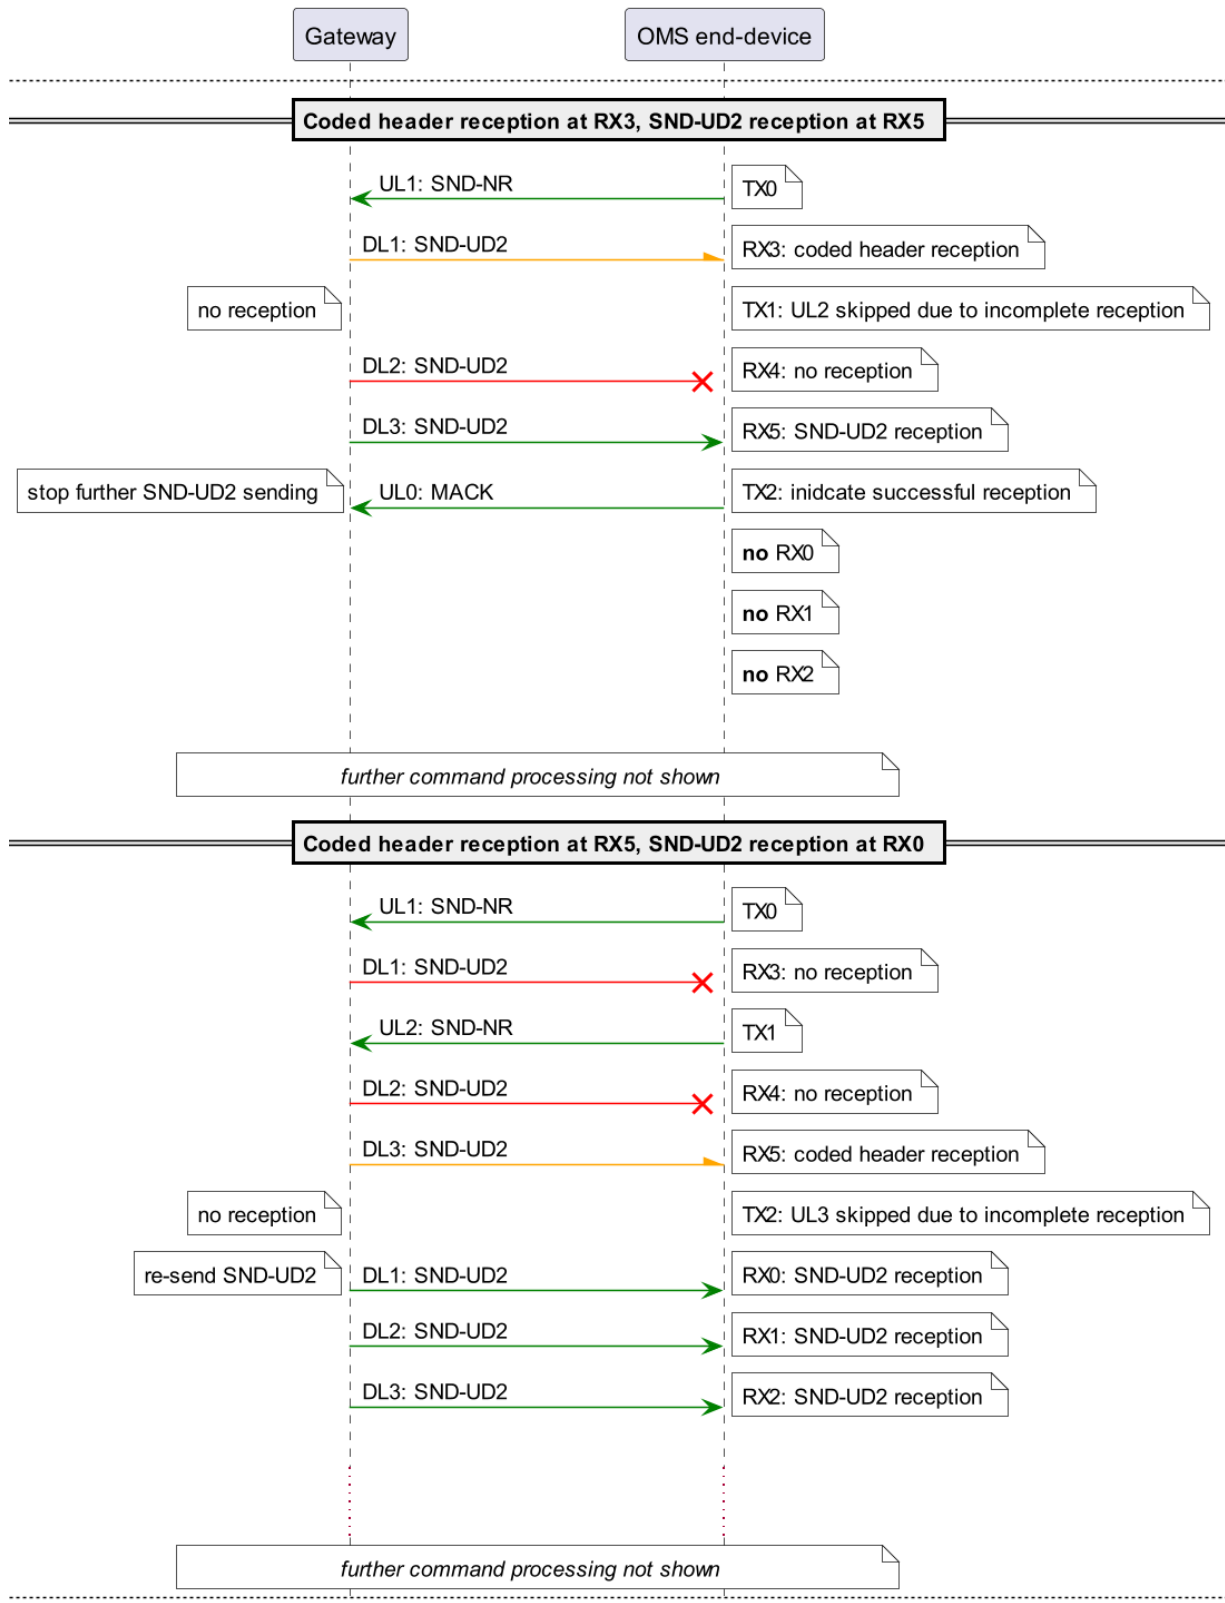 Gateway
OMS end-device
Coded header reception at RX3, SND-UD2 reception at RX5
UL1: SND-NR
TX0
DL1: SND-UD2
RX3: coded header reception
no reception
TX1: UL2 skipped due to incomplete reception
DL2: SND-UD2
RX4: no reception
DL3: SND-UD2
RX5: SND-UD2 reception
stop further SND-UD2 sending
UL0: MACK
TX2: inidcate successful reception
no RX0
no RX1
no RX2
further command processing not shown
Coded header reception at RX5, SND-UD2 reception at RX0
UL1: SND-NR
TX0
DL1: SND-UD2
RX3: no reception
UL2: SND-NR
TX1
DL2: SND-UD2
RX4: no reception
DL3: SND-UD2
RX5: coded header reception
no reception
TX2: UL3 skipped due to incomplete reception
re-send SND-UD2
DL1: SND-UD2
RX0: SND-UD2 reception
DL2: SND-UD2
RX1: SND-UD2 reception
DL3: SND-UD2
RX2: SND-UD2 reception
further command processing not shown